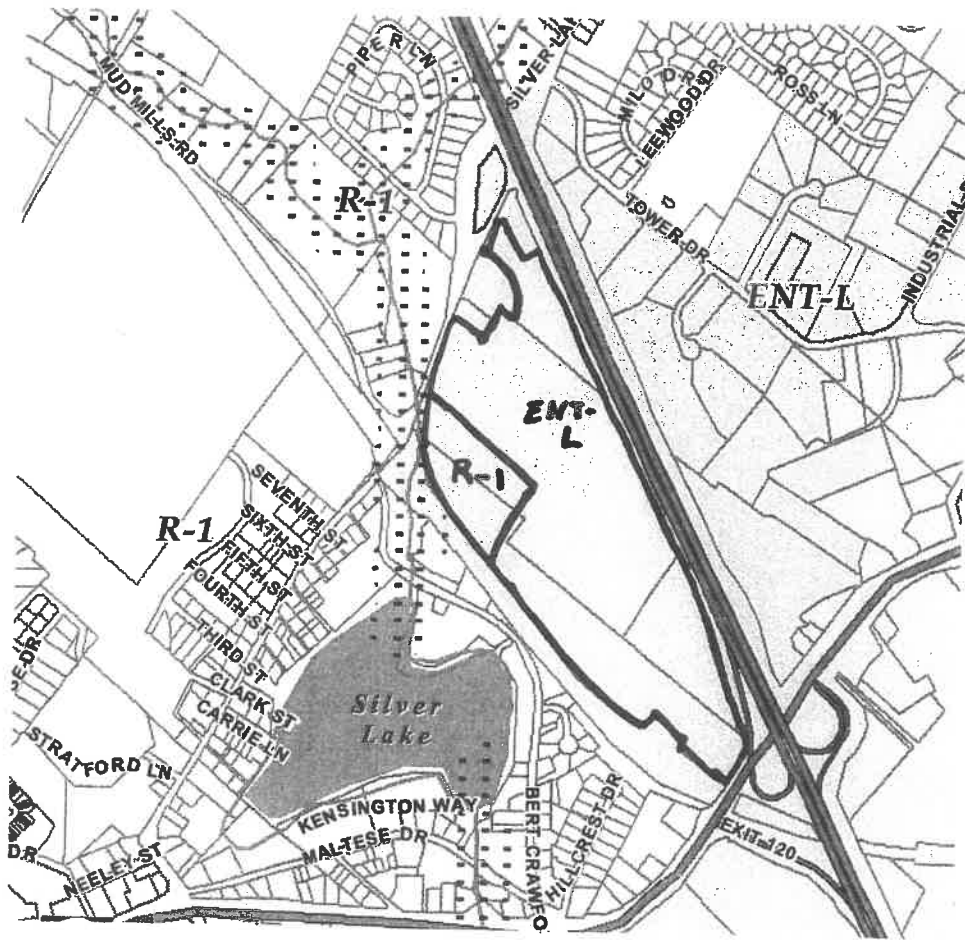 PIPER LN
SILVER LA
MUD MILLS RD
MILO DR
LEEWOOD DR
ROSS LN
R-1
TOWER DR
INDUSTRIAL
ENT-L
ENT-
L
R-1
SEVENTH ST
SIXTH ST
FIFTH ST
FOURTH ST
R-1
THIRD ST
CLARK ST
CARRIE LN
Silver
Lake
STRATFORD LN
KENSINGTON WAY
MALTESE DR
NEELEY ST
DR
BERT CRAWFO
HILLCREST DR
EXIT 120